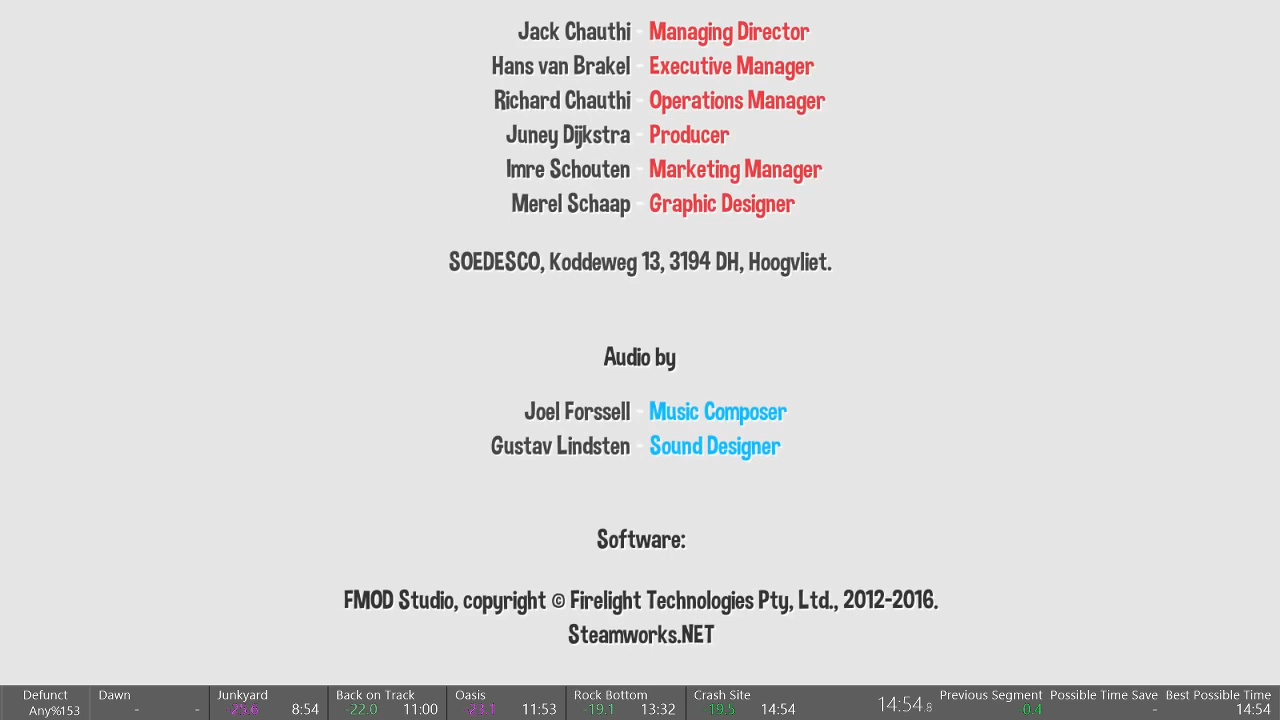 Jack Chauthi - Managing Director
Hans van Brakel - Executive Manager
Richard Chauthi - Operations Manager
Juney Dijkstra - Producer
Imre Schouten - Marketing Manager
Merel Schaap - Graphic Designer
SOEDESCO, Koddeweg 13, 3194 DH, Hoogvliet.
Audio by
Joel Forssell - Music Composer
Gustav Lindsten - Sound Designer
Software:
FMOD Studio, copyright © Firelight Technologies Pty, Ltd., 2012-2016.
Steamworks.NET
Defunct Dawn Junkyard Back on Track Oasis Rock Bottom Crash Site 14:54.8 Previous Segment Possible Time Save Best Possible Time
Any% 153 - - -25.6 8:54 -22.0 11:00 -23.1 11:53 -19.1 13:32 -19.5 14:54 -0.4 - 14:54